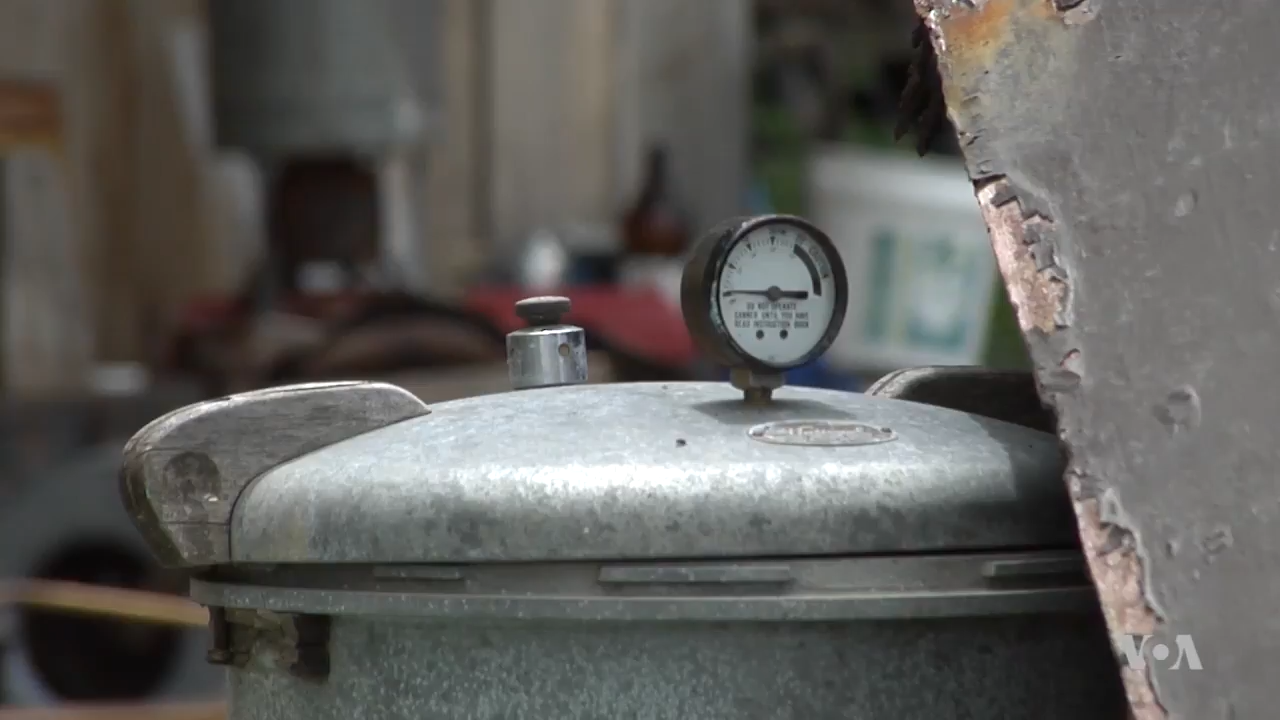 DO NOT OPERATE
CANNER UNTIL YOU HAVE
READ INSTRUCTION BOOK
VOA